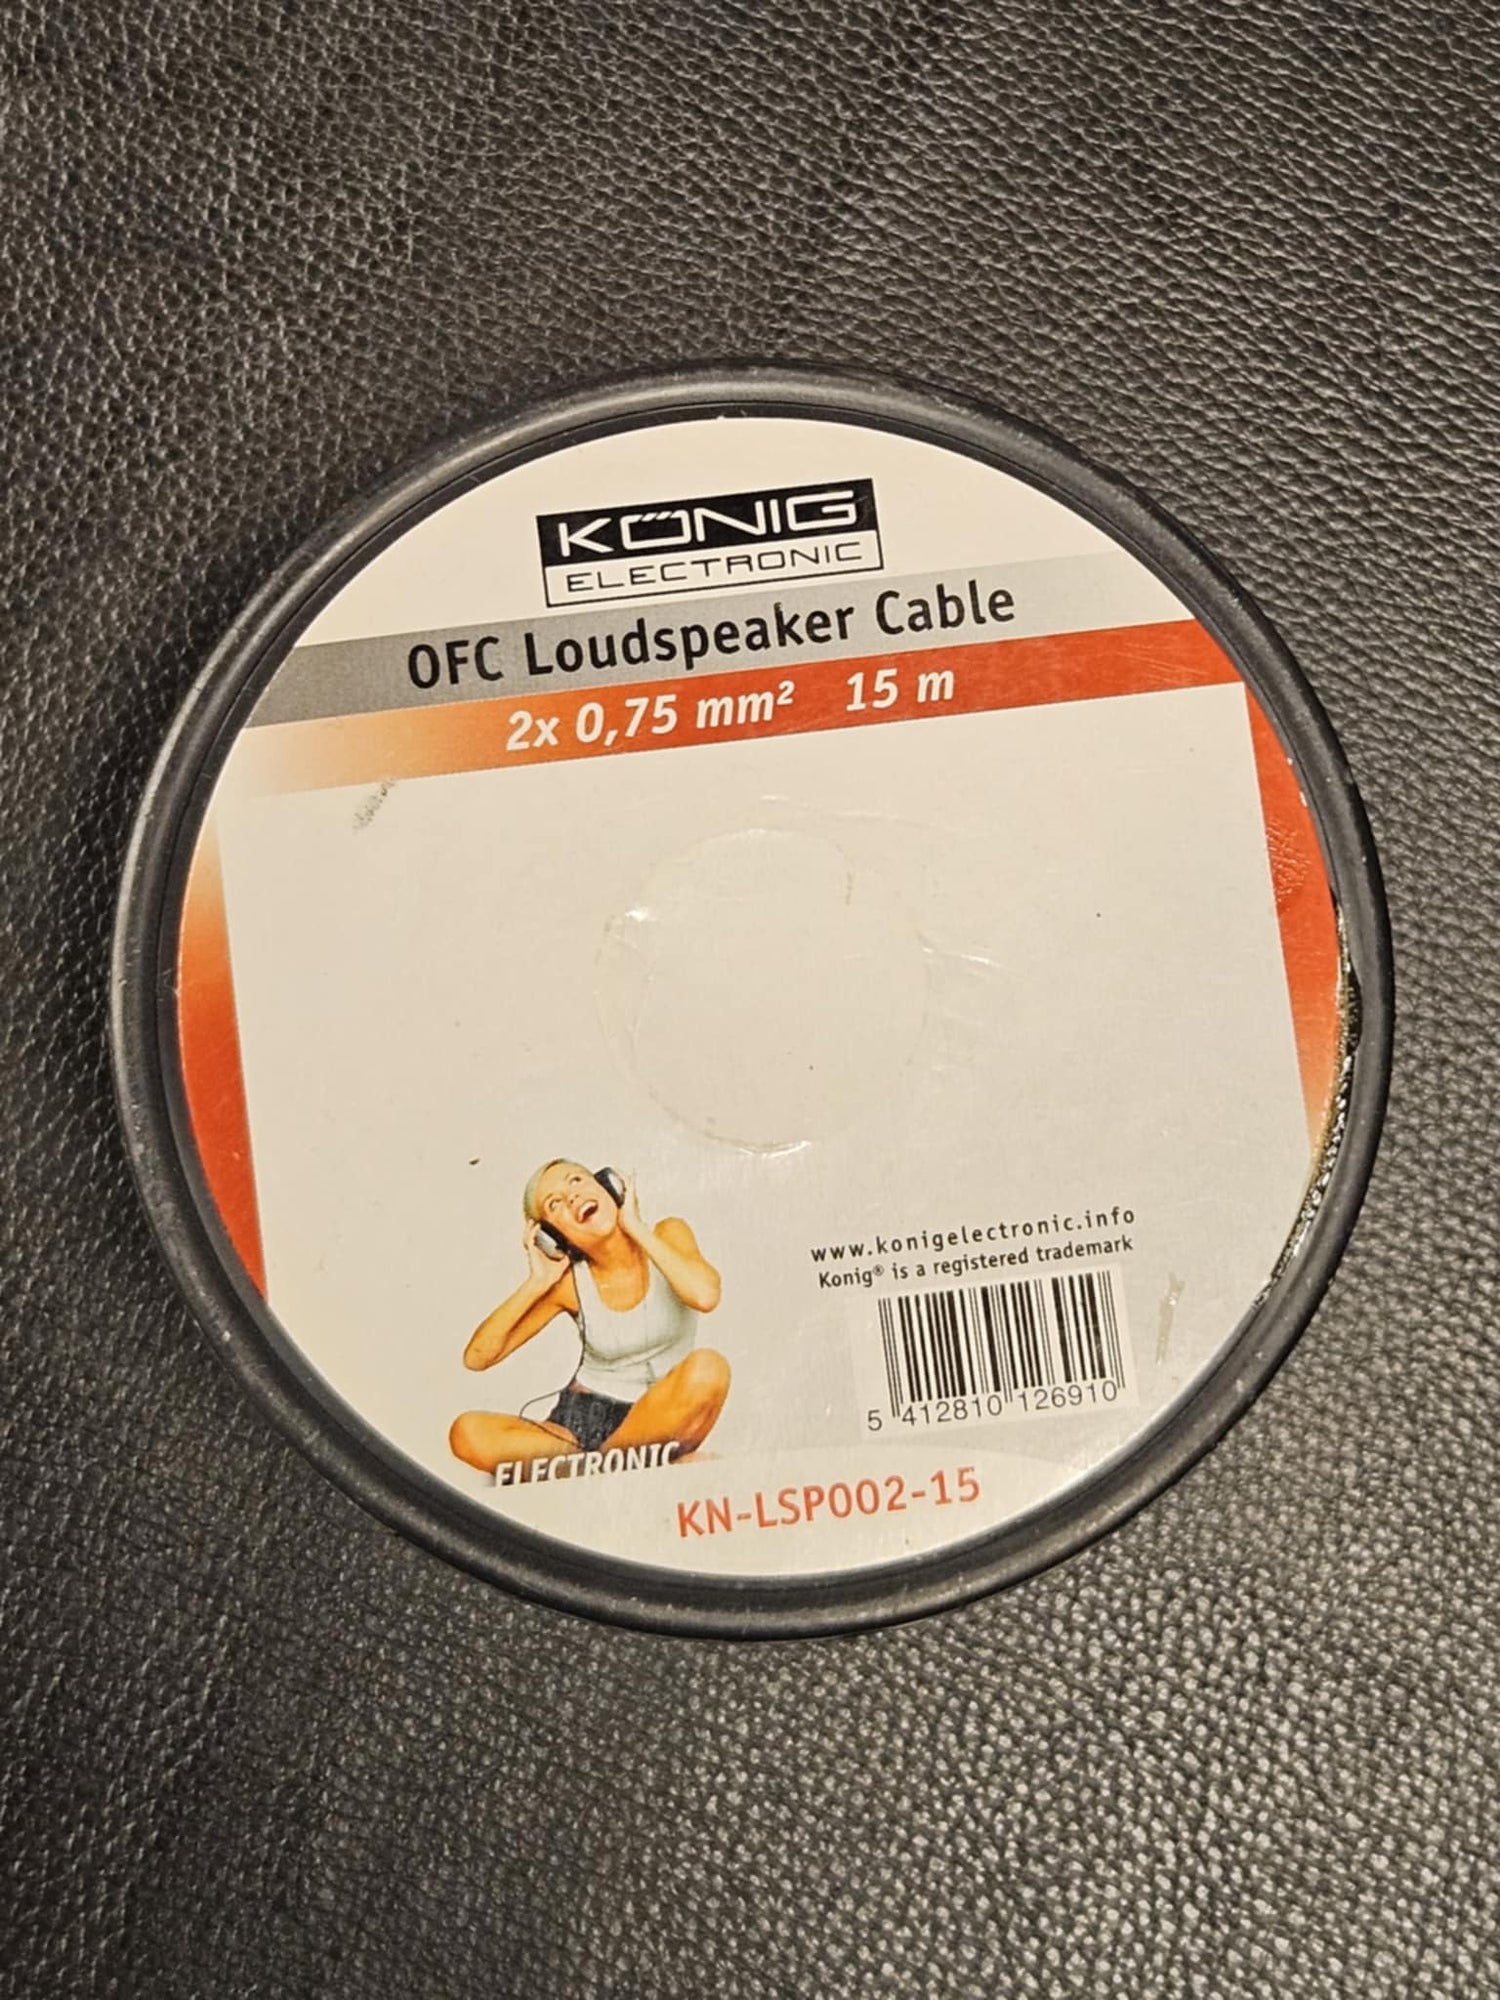 KÖNIG
ELECTRONIC
OFC Loudspeaker Cable
2x 0,75 mm² 15 m
www.konigelectronic.info
Konig® is a registered trademark
5 412810 126910
ELECTRONIC
KN-LSP002-15